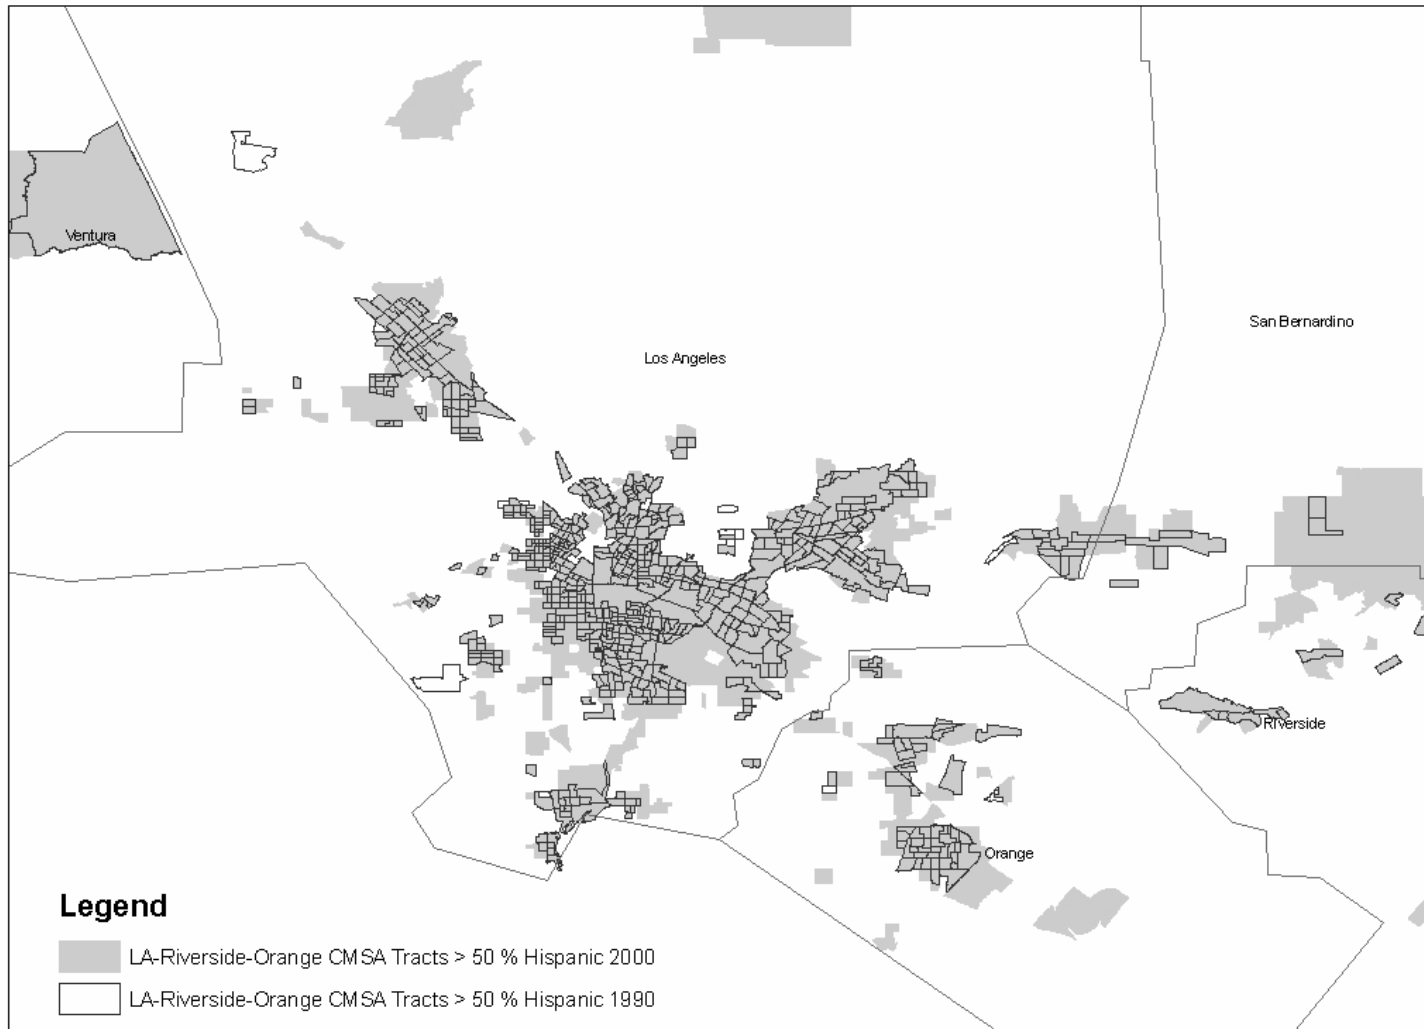 Ventura
San Bernardino
Los Angeles
Riverside
Orange
Legend
LA-Riverside-Orange CMSA Tracts > 50 % Hispanic 2000
LA-Riverside-Orange CMSA Tracts > 50 % Hispanic 1990